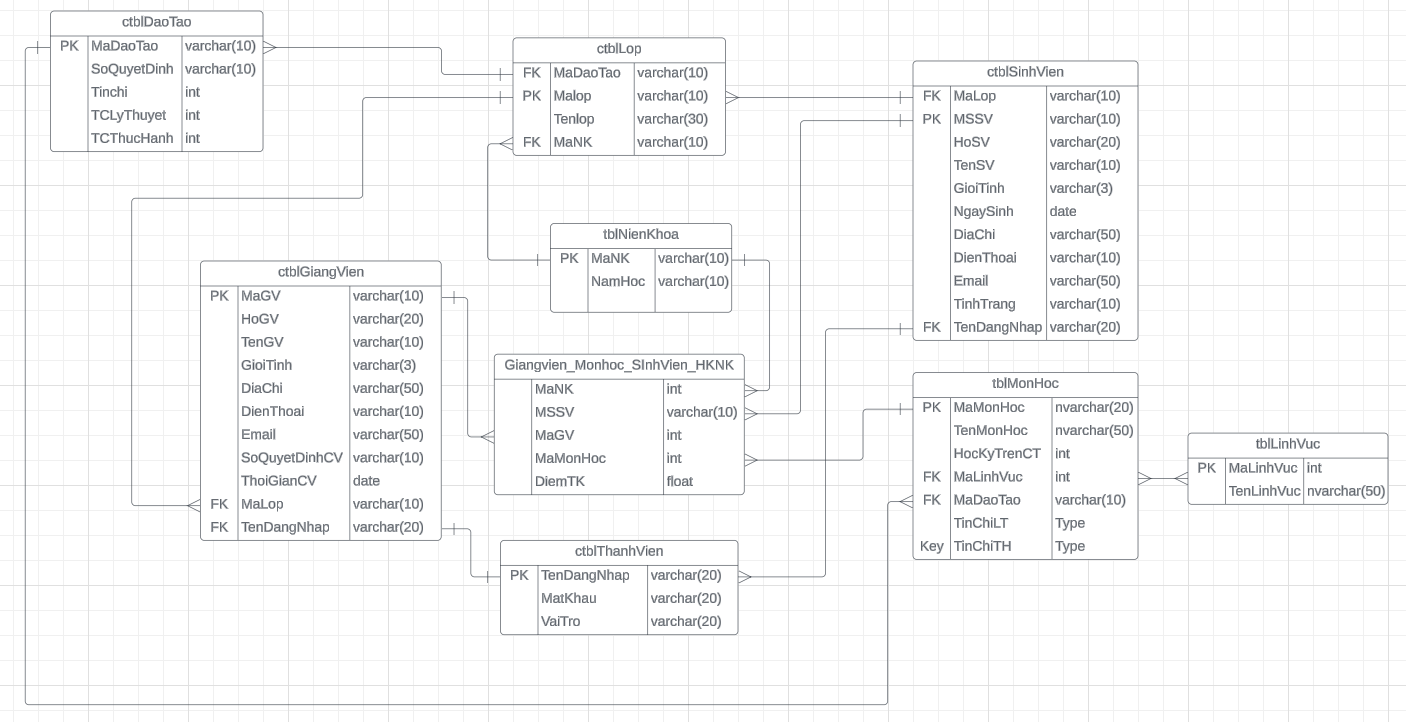 ctblDaoTao
PK MaDaoTao varchar(10)
SoQuyetDinh varchar(10)
Tinchi int
TCLyThuyet int
TCThucHanh int
ctblLop
FK MaDaoTao varchar(10)
PK Malop varchar(10)
Tenlop varchar(30)
FK MaNK varchar(10)
ctblSinhVien
FK MaLop varchar(10)
PK MSSV varchar(10)
HoSV varchar(20)
TenSV varchar(10)
GioiTinh varchar(3)
NgaySinh date
DiaChi varchar(50)
DienThoai varchar(10)
Email varchar(50)
TinhTrang varchar(10)
FK TenDangNhap varchar(20)
tblNienKhoa
PK MaNK varchar(10)
NamHoc varchar(10)
ctblGiangVien
PK MaGV varchar(10)
HoGV varchar(20)
TenGV varchar(10)
GioiTinh varchar(3)
DiaChi varchar(50)
DienThoai varchar(10)
Email varchar(50)
SoQuyetDinhCV varchar(10)
ThoiGianCV date
FK MaLop varchar(10)
FK TenDangNhap varchar(20)
Giangvien_Monhoc_SInhVien_HKNK
MaNK int
MSSV varchar(10)
MaGV int
MaMonHoc int
DiemTK float
tblMonHoc
PK MaMonHoc nvarchar(20)
TenMonHoc nvarchar(50)
HocKyTrenCT int
FK MaLinhVuc int
FK MaDaoTao varchar(10)
TinChiLT Type
Key TinChiTH Type
tblLinhVuc
PK MaLinhVuc int
TenLinhVuc nvarchar(50)
ctblThanhVien
PK TenDangNhap varchar(20)
MatKhau varchar(20)
VaiTro varchar(20)